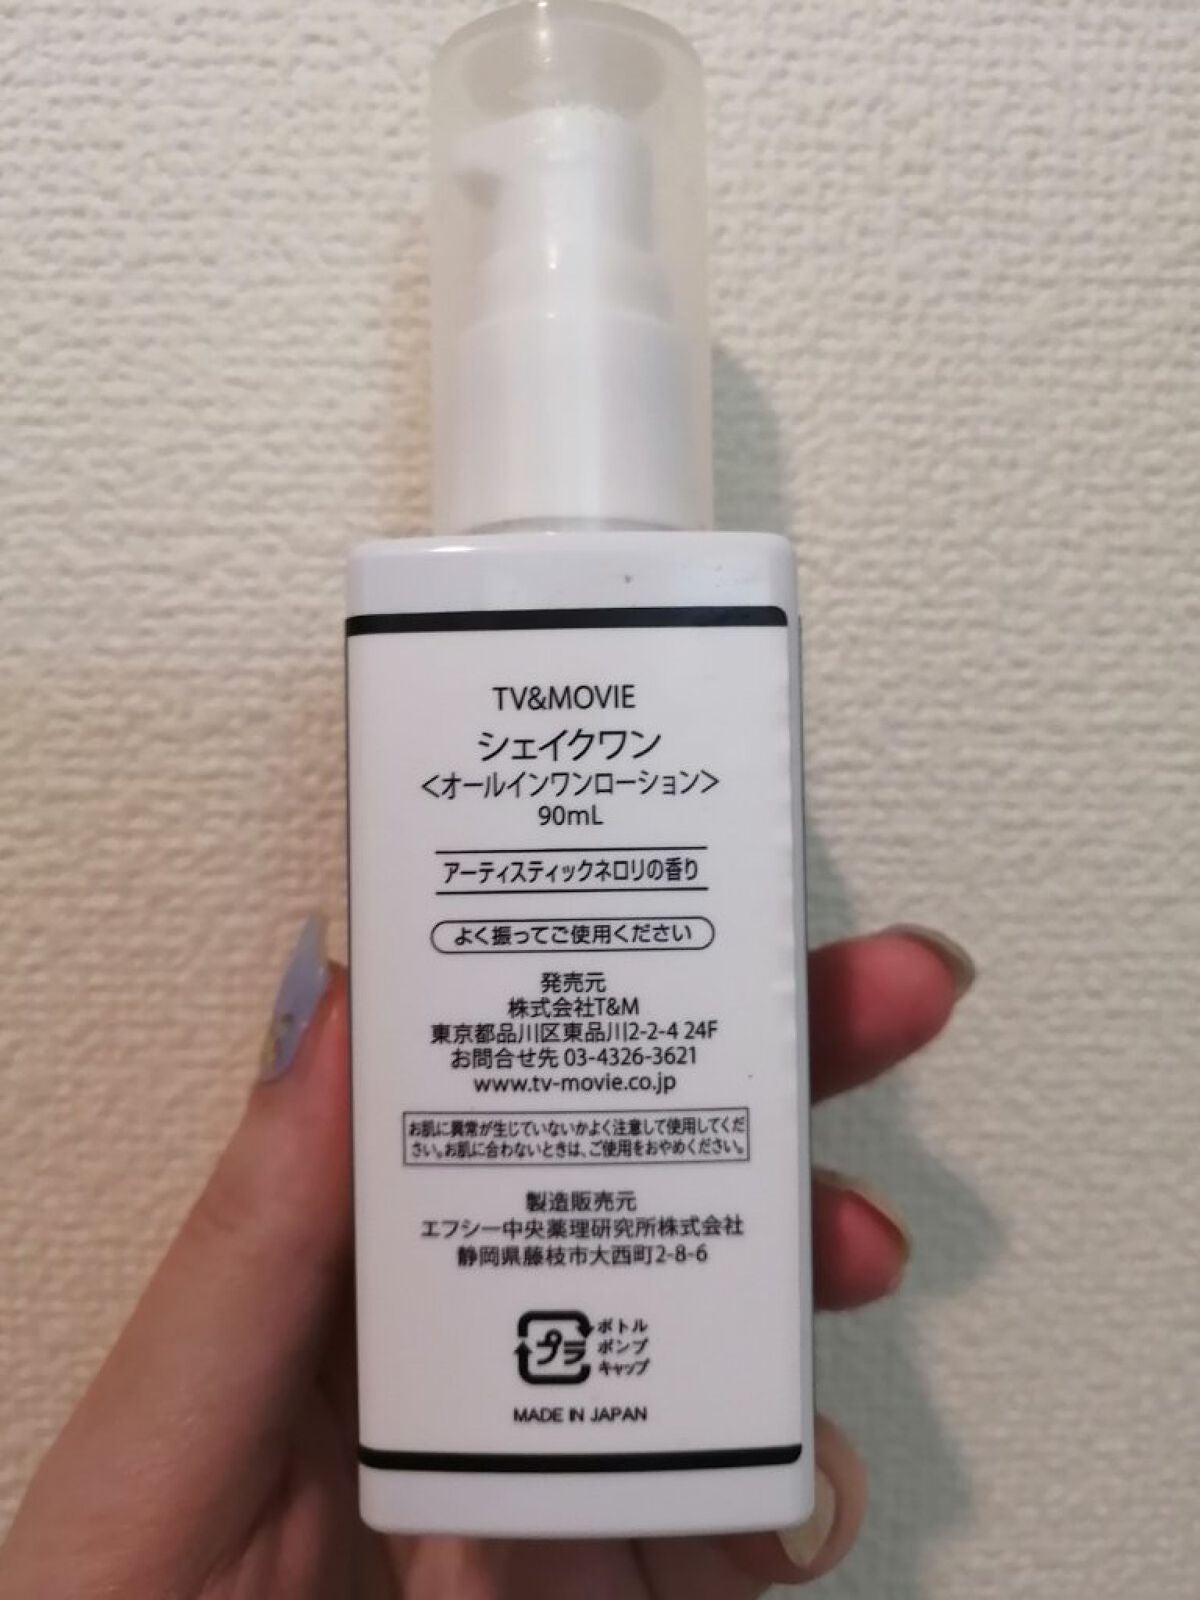 TV&MOVIE
シェイクワン
<オールインワンローション>
90mL
アーティスティックネロリの香り
よく振ってご使用ください
発売元
株式会社T&M
東京都品川区東品川2-2-4 24F
お問合せ先 03-4326-3621
www.tv-movie.co.jp
お肌に異常が生じていないかよく注意して使用してくだ
さい。お肌に合わないときは、ご使用をおやめください。
製造販売元
エフシー中央薬理研究所株式会社
静岡県藤枝市大西町2-8-6
プラ
ボトル
ポンプ
キャップ
MADE IN JAPAN